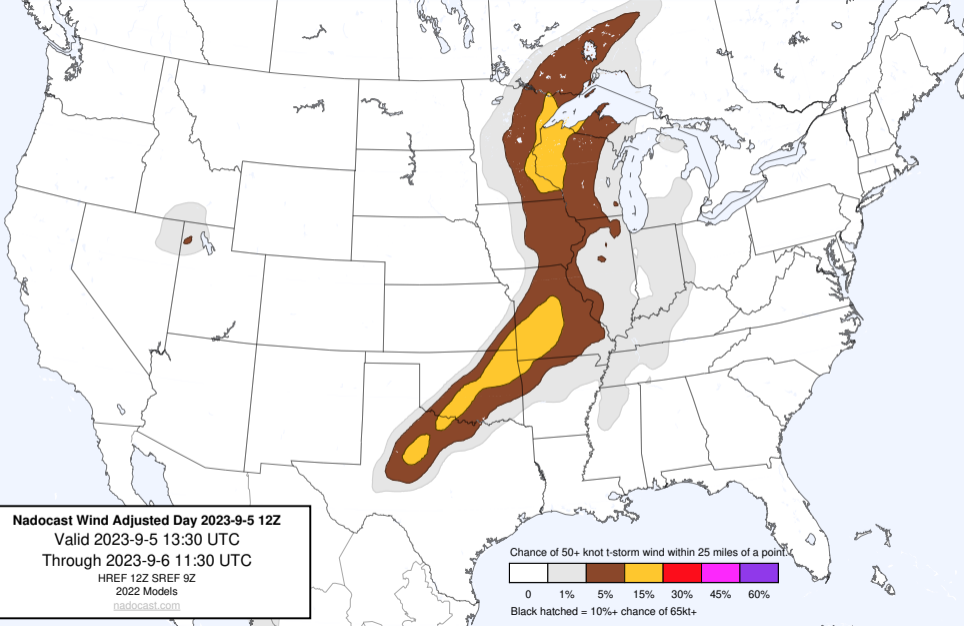 Nadocast Wind Adjusted Day 2023-9-5 12Z
Valid 2023-9-5 13:30 UTC
Through 2023-9-6 11:30 UTC
HREF 12Z SREF 9Z
2022 Models
nadocast.com
Chance of 50+ knot t-storm wind within 25 miles of a point.
0 1% 5% 15% 30% 45% 60%
Black hatched = 10%+ chance of 65kt+